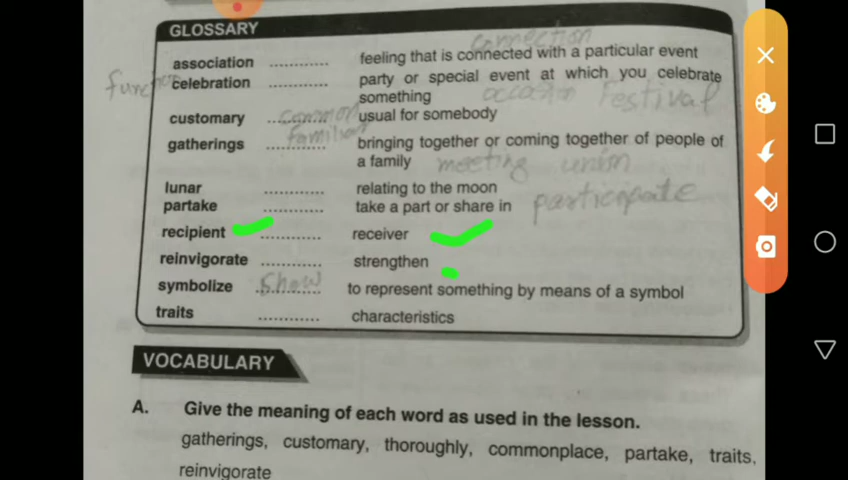 GLOSSARY
connection
association ............ feeling that is connected with a particular event
celebration ............ party or special event at which you celebrate
something occasion Festival
customary common usual for somebody
familiar
gatherings ............ bringing together or coming together of people of
a family meeting union
lunar ............ relating to the moon
partake ............ take a part or share in participate
recipient ............ receiver
reinvigorate ............ strengthen
symbolize show to represent something by means of a symbol
traits ............ characteristics
VOCABULARY
A. Give the meaning of each word as used in the lesson.
gatherings, customary, thoroughly, commonplace, partake, traits,
reinvigorate